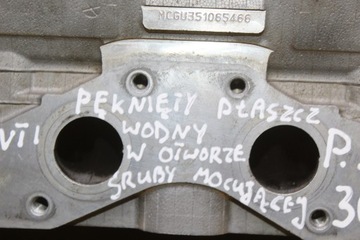 MCGU351065466
PĘKNIĘTY PŁASZCZ
WODNY
W OTWORZE
ŚRUBY MOCUJĄCEJ